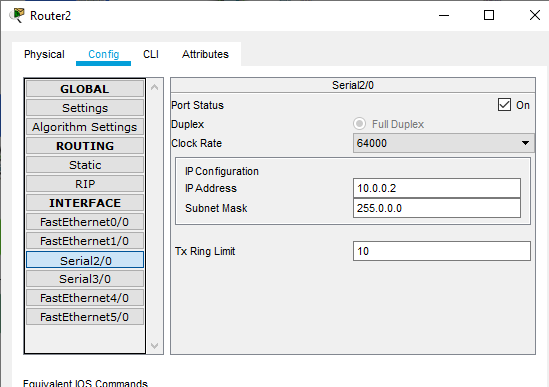 Router2
Physical Config CLI Attributes
GLOBAL
Settings
Algorithm Settings
ROUTING
Static
RIP
INTERFACE
FastEthernet0/0
FastEthernet1/0
Serial2/0
Serial3/0
FastEthernet4/0
FastEthernet5/0
Serial2/0
Port Status On
Duplex Full Duplex
Clock Rate 64000
IP Configuration
IP Address 10.0.0.2
Subnet Mask 255.0.0.0
Tx Ring Limit 10
Equivalent IOS Commands